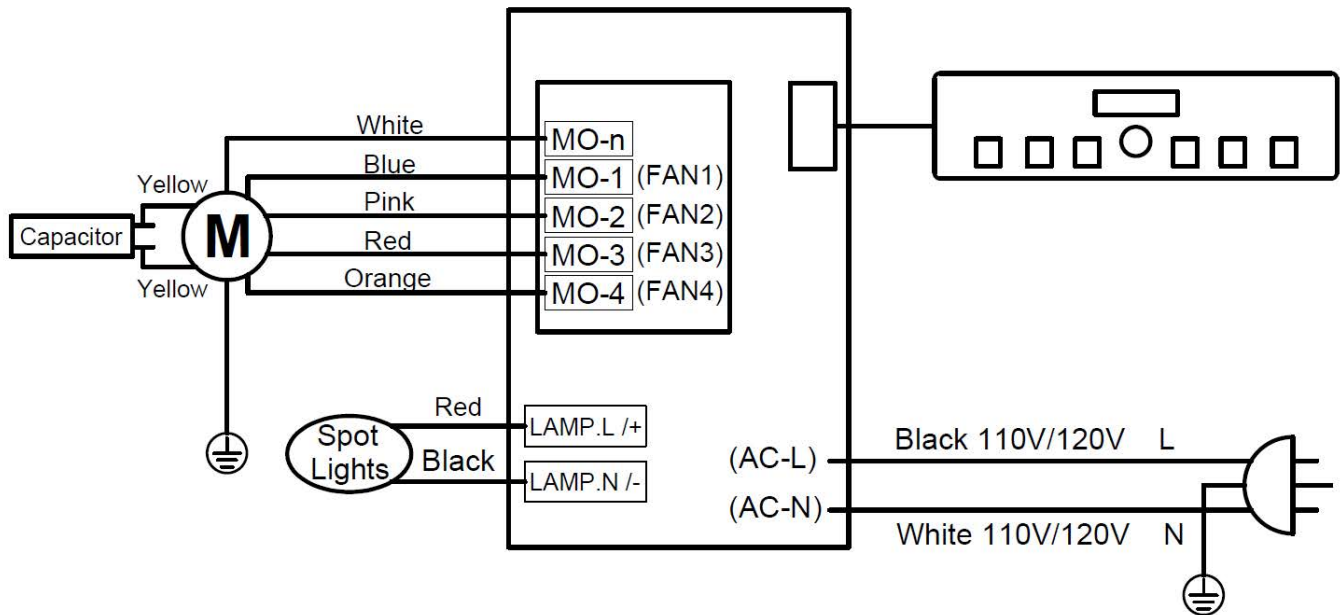 White
MO-n
Blue
MO-1 (FAN1)
Yellow
Pink
MO-2 (FAN2)
Capacitor
M
Red
MO-3 (FAN3)
Yellow
Orange
MO-4 (FAN4)
Red
LAMP.L /+
Spot
Lights
Black
LAMP.N /-
(AC-L)
Black 110V/120V L
(AC-N)
White 110V/120V N